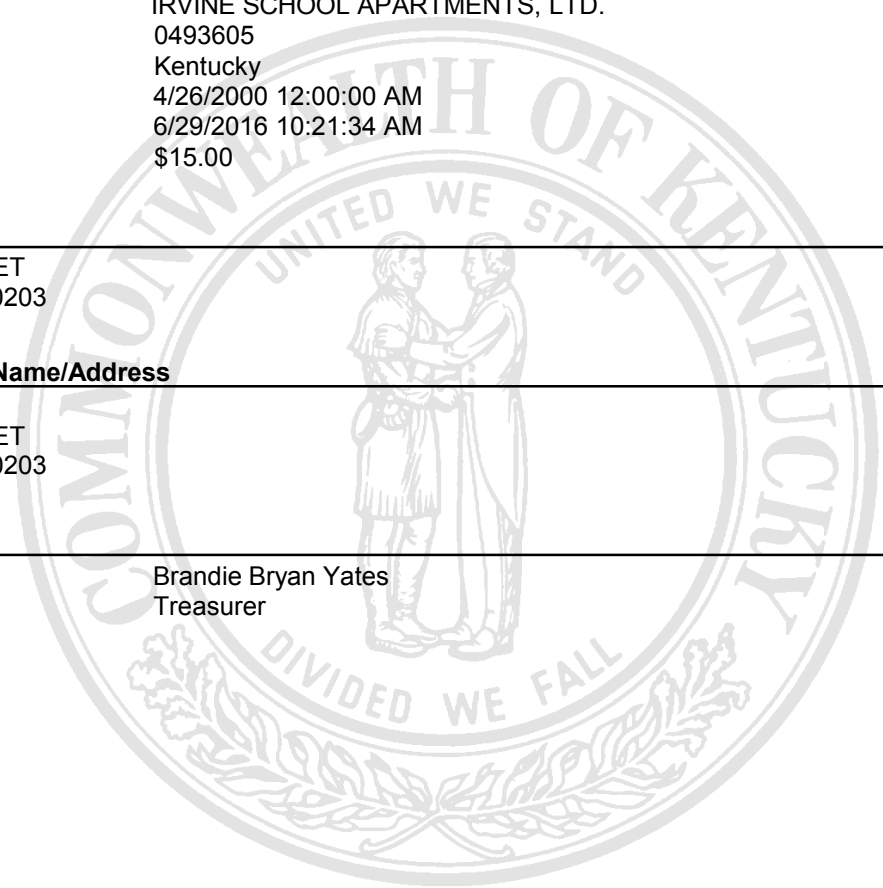 IRVINE SCHOOL APARTMENTS, LTD.
0493605
Kentucky
4/26/2000 12:00:00 AM
6/29/2016 10:21:34 AM
$15.00
ET
0203
Name/Address
ET
0203
Brandie Bryan Yates
Treasurer
COMMONWEALTH OF KENTUCKY
UNITED WE STAND
DIVIDED WE FALL